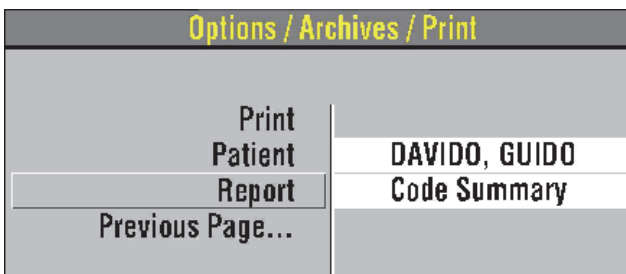 Options / Archives / Print
Print
Patient DAVIDO, GUIDO
Report Code Summary
Previous Page...